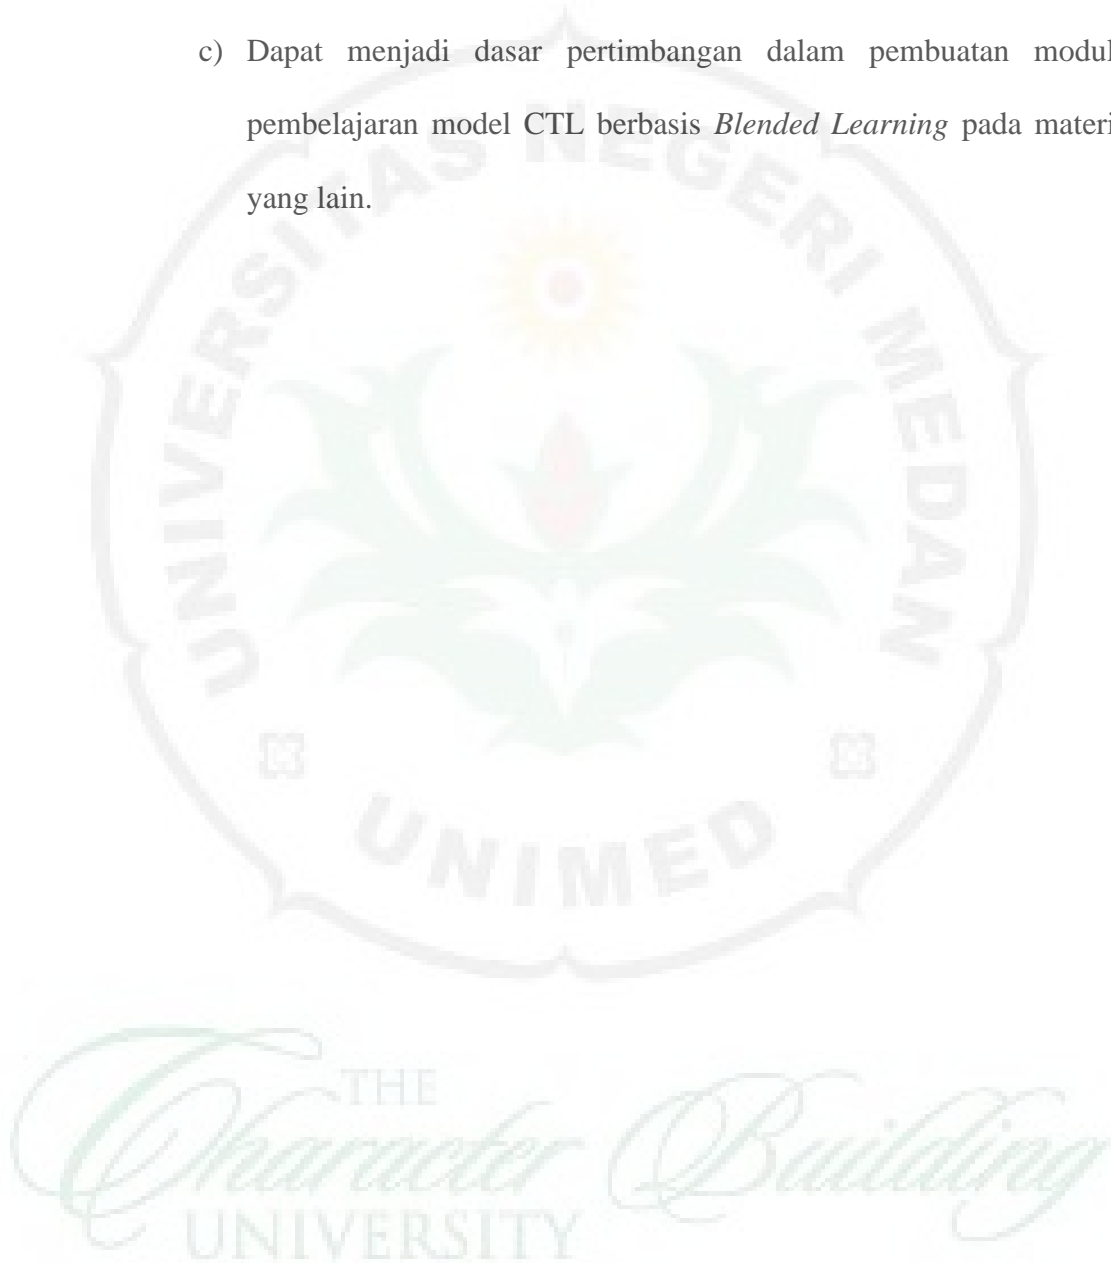 c) Dapat menjadi dasar pertimbangan dalam pembuatan modul
pembelajaran model CTL berbasis Blended Learning pada materi
yang lain.
UNIVERSITAS NEGERI MEDAN
UNIMED
THE
Character Building
UNIVERSITY